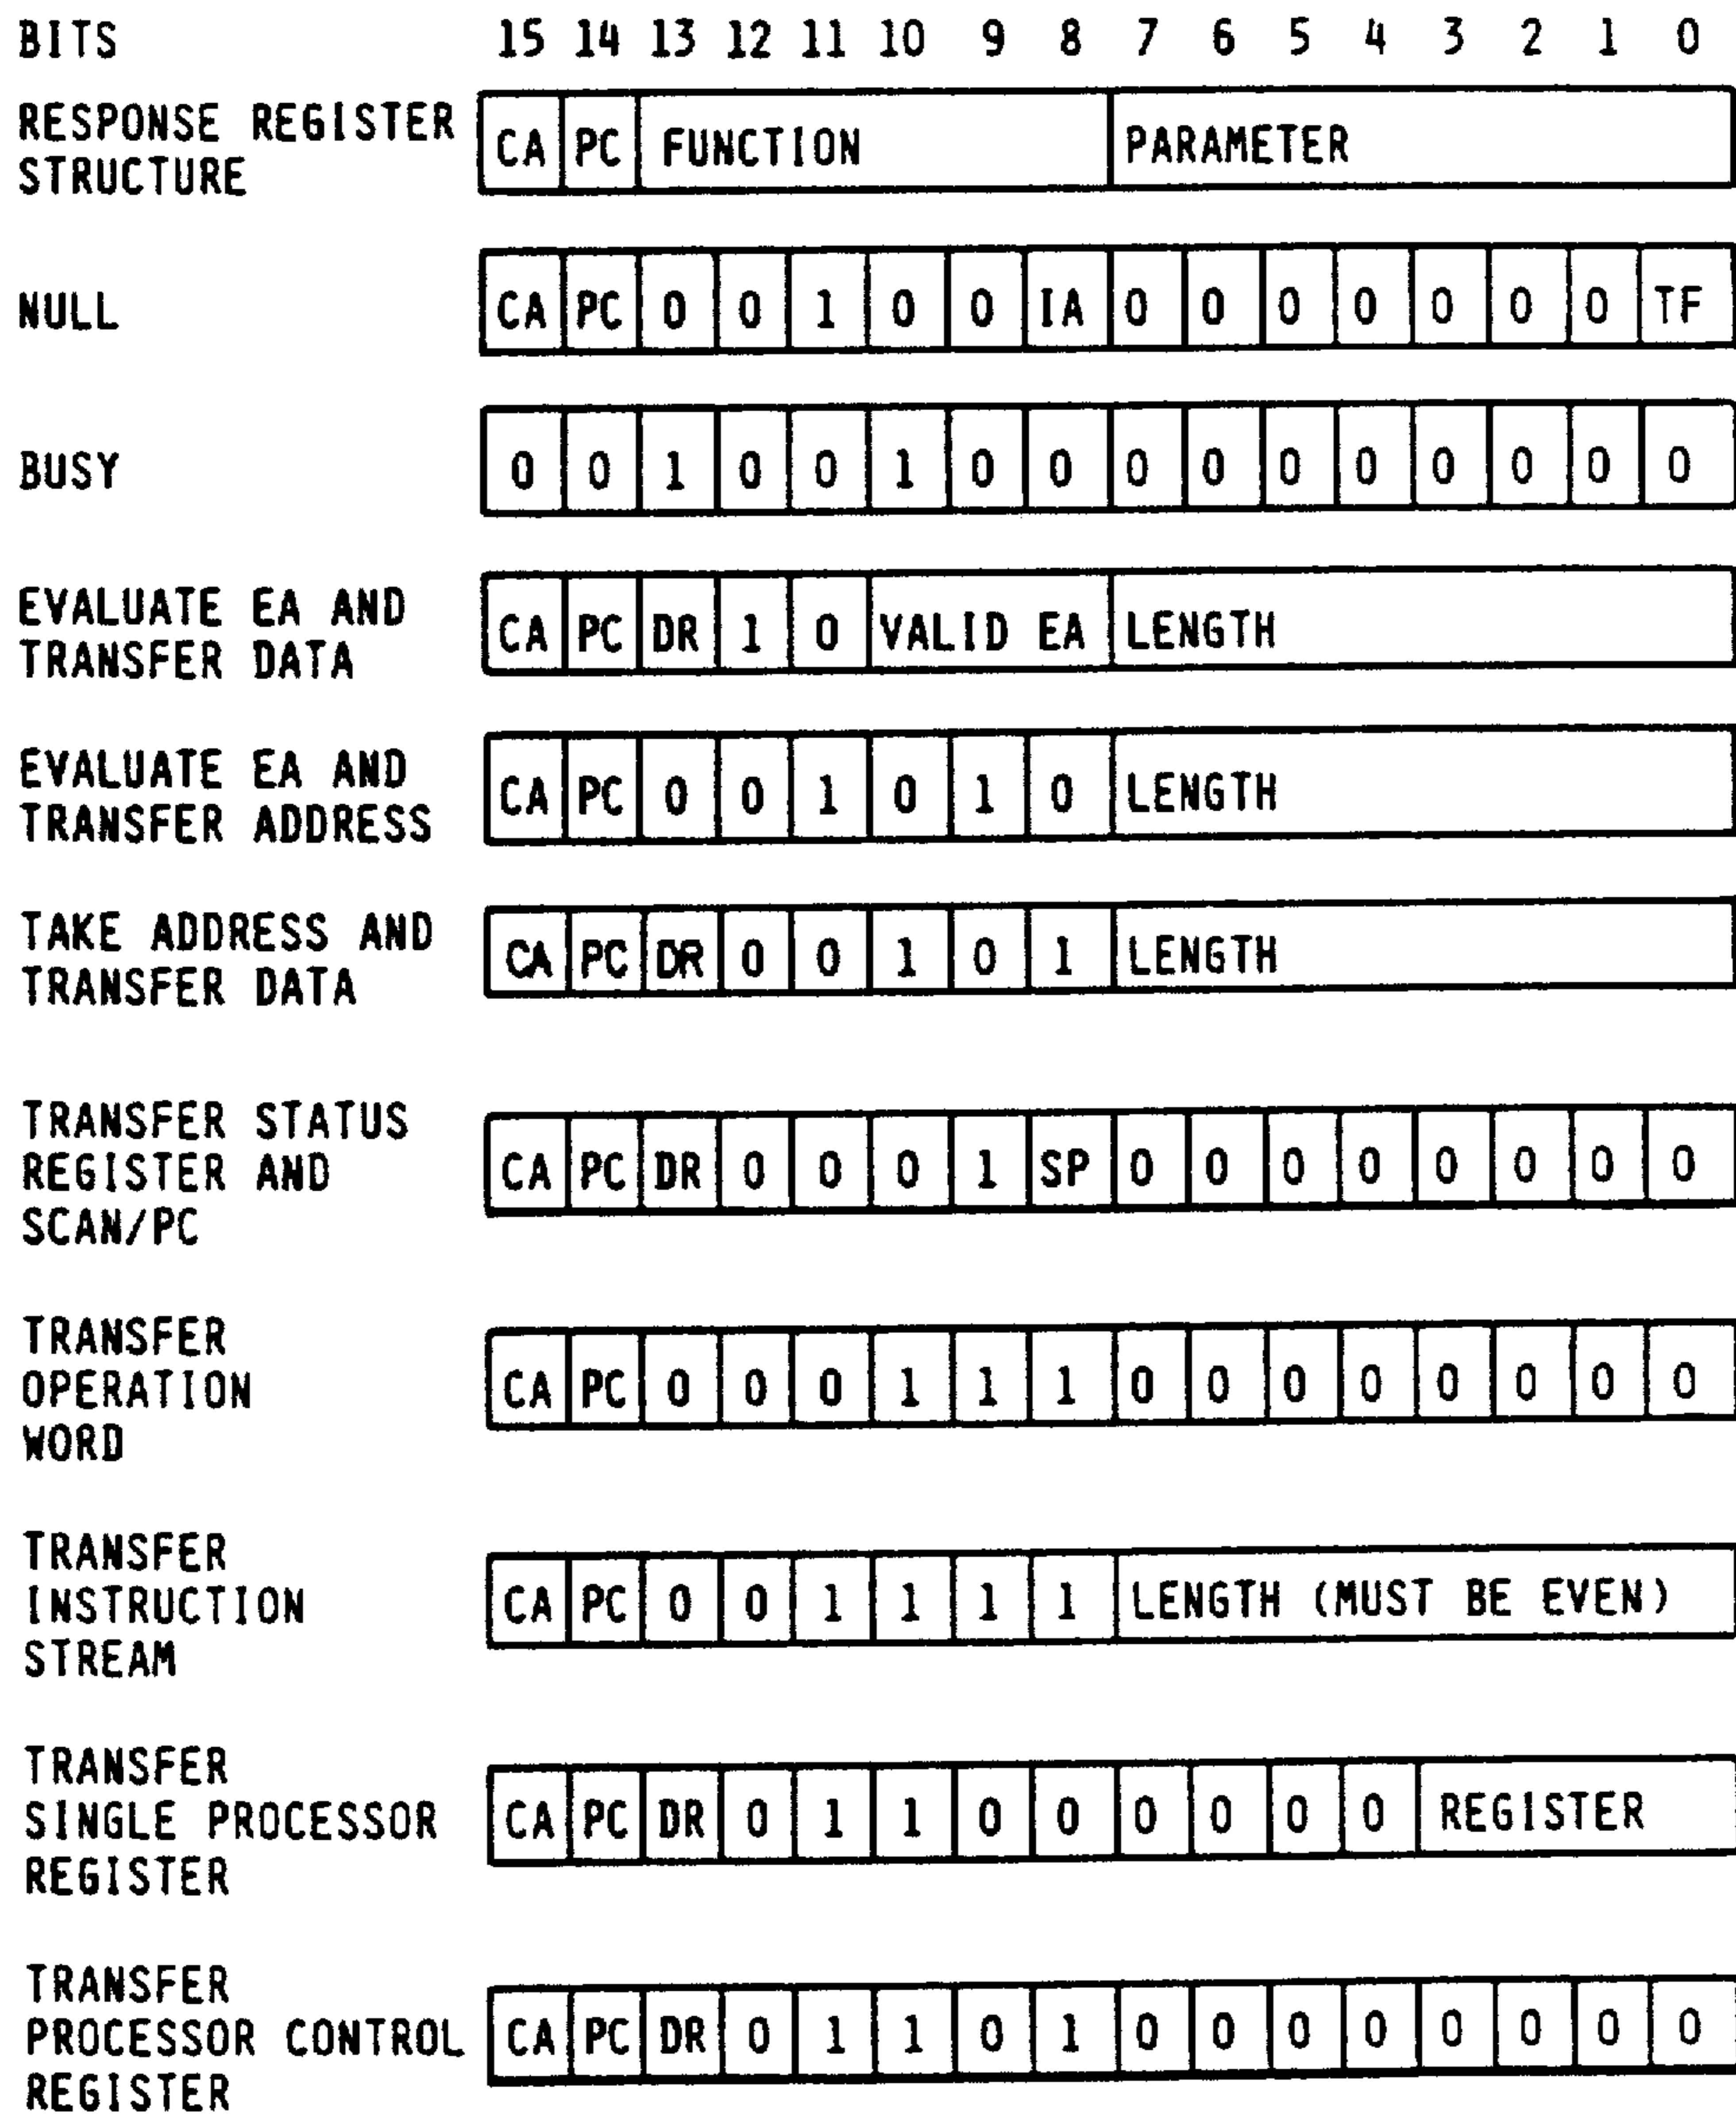 BITS 15 14 13 12 11 10 9 8 7 6 5 4 3 2 1 0
RESPONSE REGISTER
STRUCTURE
CA PC FUNCTION PARAMETER
NULL CA PC 0 0 1 0 0 IA 0 0 0 0 0 0 0 TF
BUSY 0 0 1 0 0 1 0 0 0 0 0 0 0 0 0 0
EVALUATE EA AND
TRANSFER DATA
CA PC DR 1 0 VALID EA LENGTH
EVALUATE EA AND
TRANSFER ADDRESS
CA PC 0 0 1 0 1 0 LENGTH
TAKE ADDRESS AND
TRANSFER DATA
CA PC DR 0 0 1 0 1 LENGTH
TRANSFER STATUS
REGISTER AND
SCAN/PC
CA PC DR 0 0 0 1 SP 0 0 0 0 0 0 0 0
TRANSFER
OPERATION
WORD
CA PC 0 0 0 1 1 1 0 0 0 0 0 0 0 0
TRANSFER
INSTRUCTION
STREAM
CA PC 0 0 1 1 1 1 LENGTH (MUST BE EVEN)
TRANSFER
SINGLE PROCESSOR
REGISTER
CA PC DR 0 1 1 0 0 0 0 0 0 REGISTER
TRANSFER
PROCESSOR CONTROL
REGISTER
CA PC DR 0 1 1 0 1 0 0 0 0 0 0 0 0